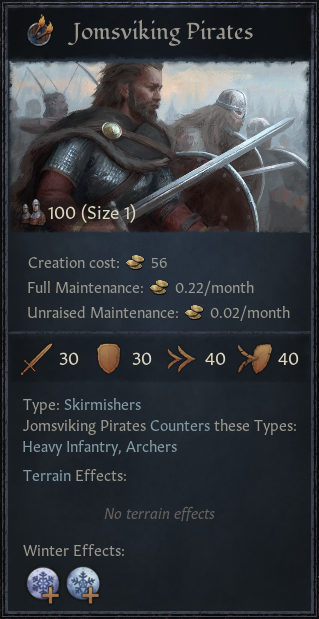 Jomsviking Pirates
100 (Size 1)
Creation cost: 56
Full Maintenance: 0.22/month
Unraised Maintenance: 0.02/month
30 30 40 40
Type: Skirmishers
Jomsviking Pirates Counters these Types:
Heavy Infantry, Archers
Terrain Effects:
No terrain effects
Winter Effects: